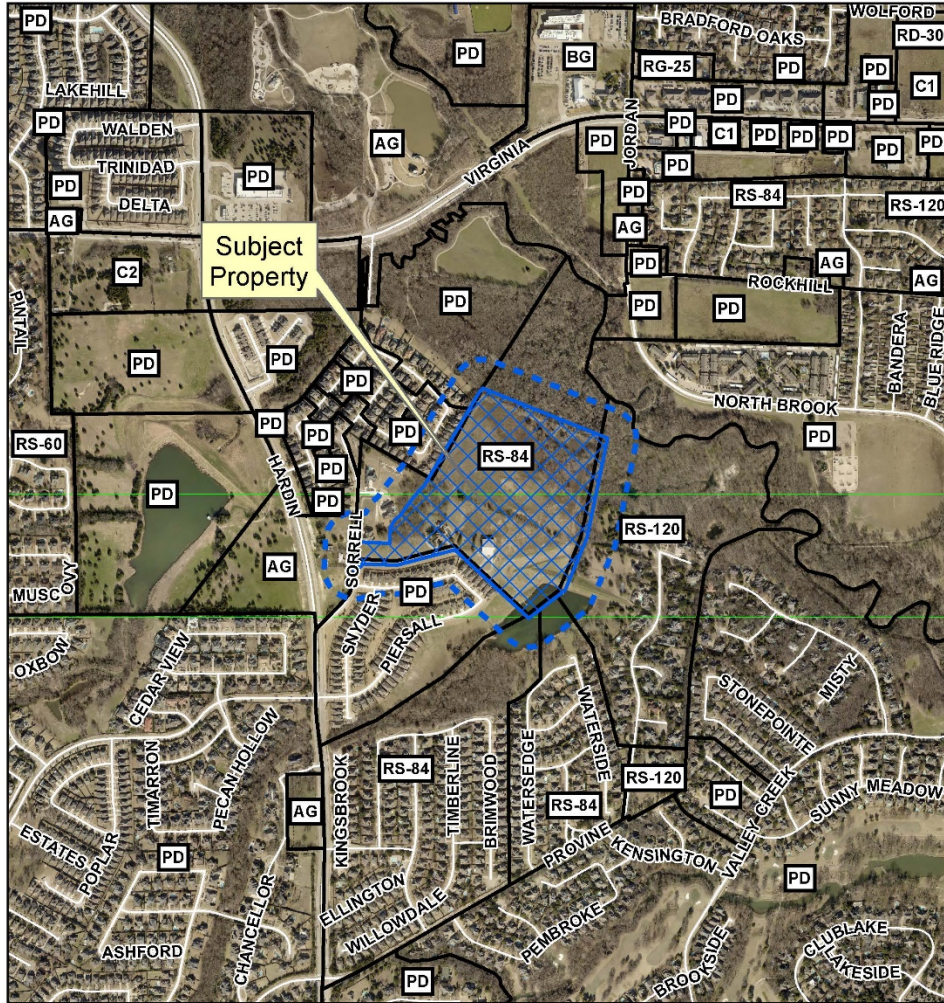 PD
WOLFORD
BRADFORD OAKS
RD-30
PD
BG
RG-25
PD
PD
C1
LAKEHILL
PD
PD
PD
WALDEN
AG
JORDAN
PD
C1
PD
PD
PD
PD
PD
TRINIDAD
PD
VIRGINIA
PD
PD
PD
DELTA
PD
RS-84
RS-120
AG
AG
Subject
Property
C2
PD
AG
AG
ROCKHILL
PINTAIL
PD
PD
PD
BANDERA
BLUE RIDGE
PD
PD
PD
NORTH BROOK
PD
PD
PD
PD
RS-60
HARDIN
RS-84
PD
PD
PD
SORRELL
RS-120
AG
MUSCOVY
SNYDER
PD
PIERSALL
OXBOW
CEDAR VIEW
MISTY
STONEPOINTE
TIMARRON
PECAN HOLLOW
WATERSIDE
RS-84
KINGSBROOK
TIMBERLINE
BRIMWOOD
WATERSEDGE
RS-120
AG
RS-84
PD
VALLEY CREEK
SUNNY MEADOW
ESTATES
POPLAR
PROVINE
KENSINGTON
PD
PD
CHANCELLOR
ELLINGTON
WILLOWDALE
PEMBROKE
ASHFORD
BROOKSIDE
CLUBLAKE
LAKESIDE
PD